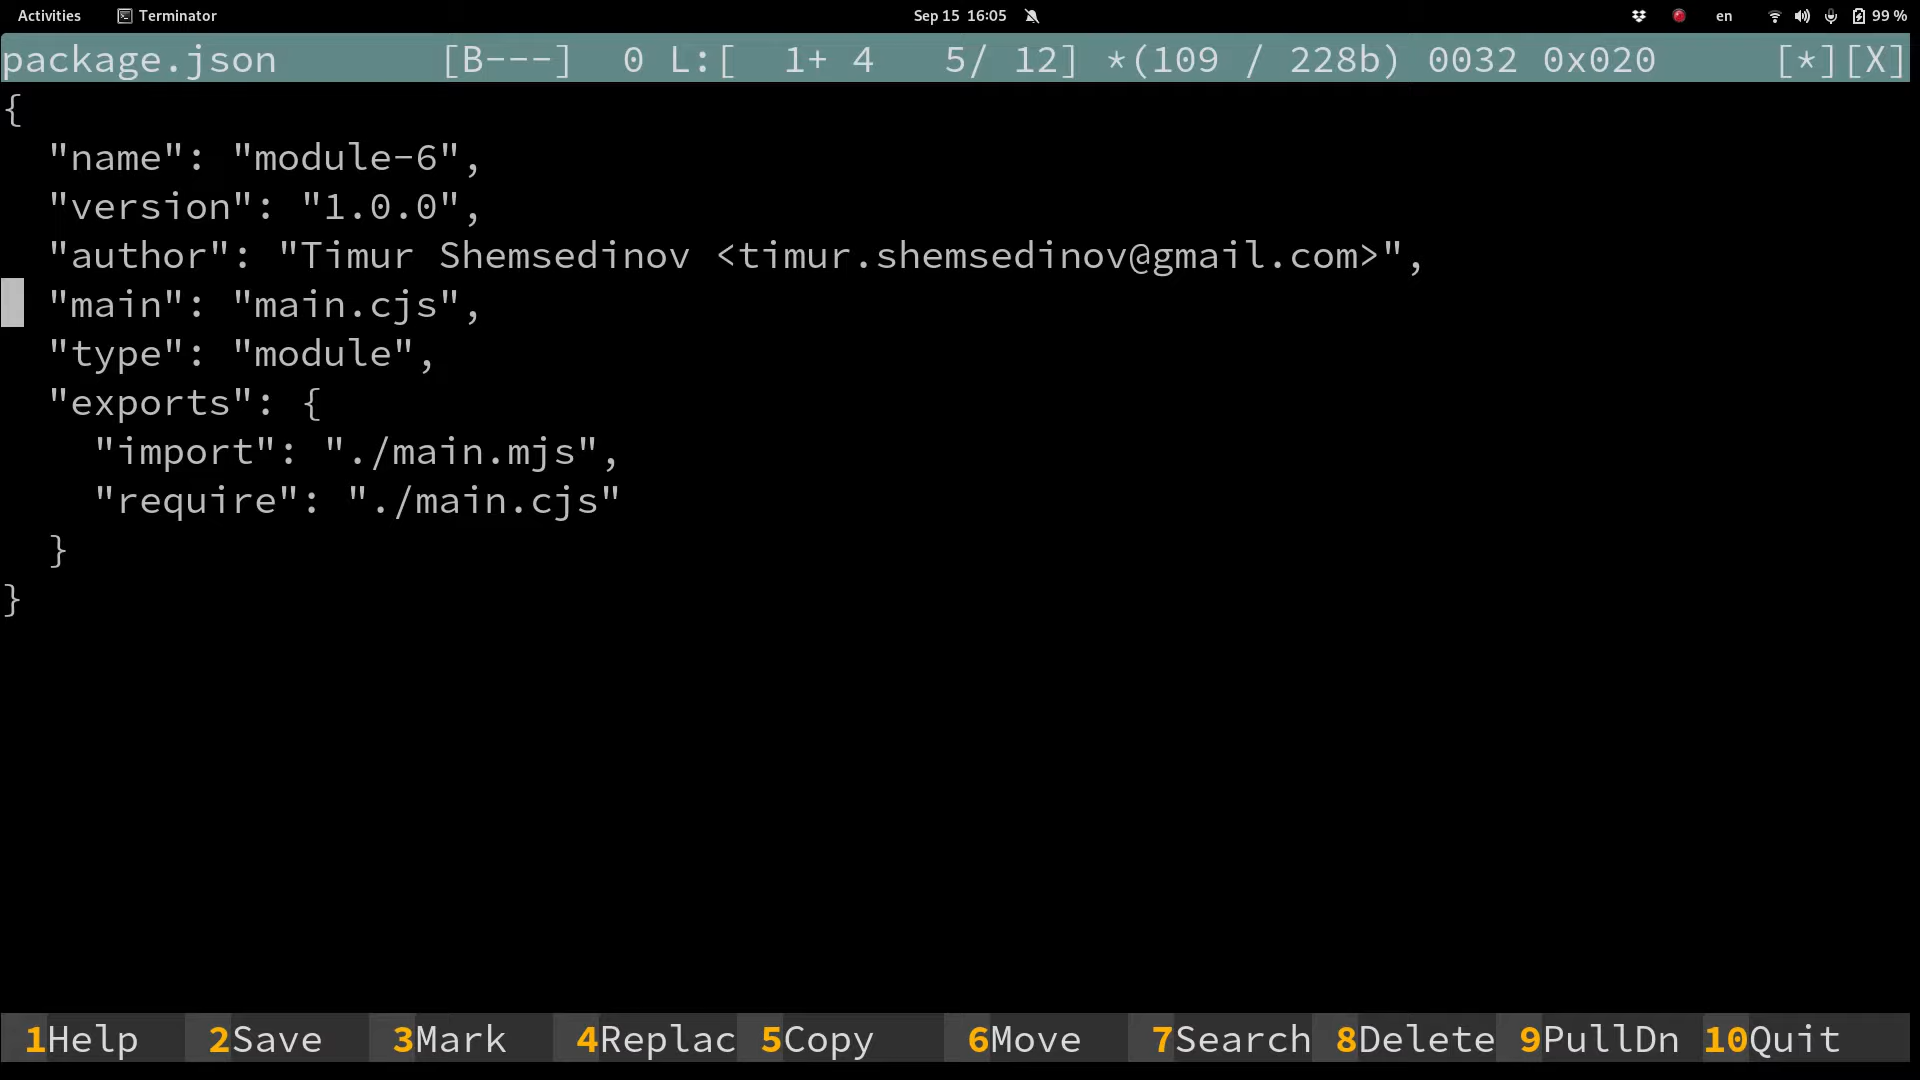 Activities Terminator Sep 15 16:05 en 99 %
package.json [B---] 0 L:[ 1+ 4 5/ 12] *(109 / 228b) 0032 0x020 [*][X]
{
  "name": "module-6",
  "version": "1.0.0",
  "author": "Timur Shemsedinov <timur.shemsedinov@gmail.com>",
  "main": "main.cjs",
  "type": "module",
  "exports": {
    "import": "./main.mjs",
    "require": "./main.cjs"
  }
}
1Help 2Save 3Mark 4Replac 5Copy 6Move 7Search 8Delete 9PullDn 10Quit